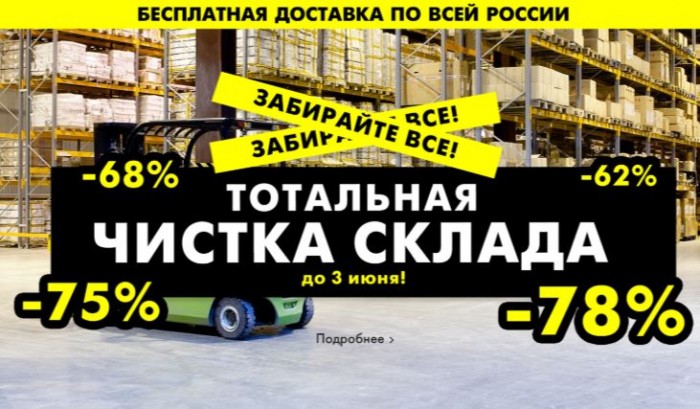 БЕСПЛАТНАЯ ДОСТАВКА ПО ВСЕЙ РОССИИ
ЗАБИРАЙТЕ ВСЕ!
ВСЕ!
-68%
-62%
ТОТАЛЬНАЯ
ЧИСТКА СКЛАДА
до 3 июня!
-75%
-78%
Подробнее ›